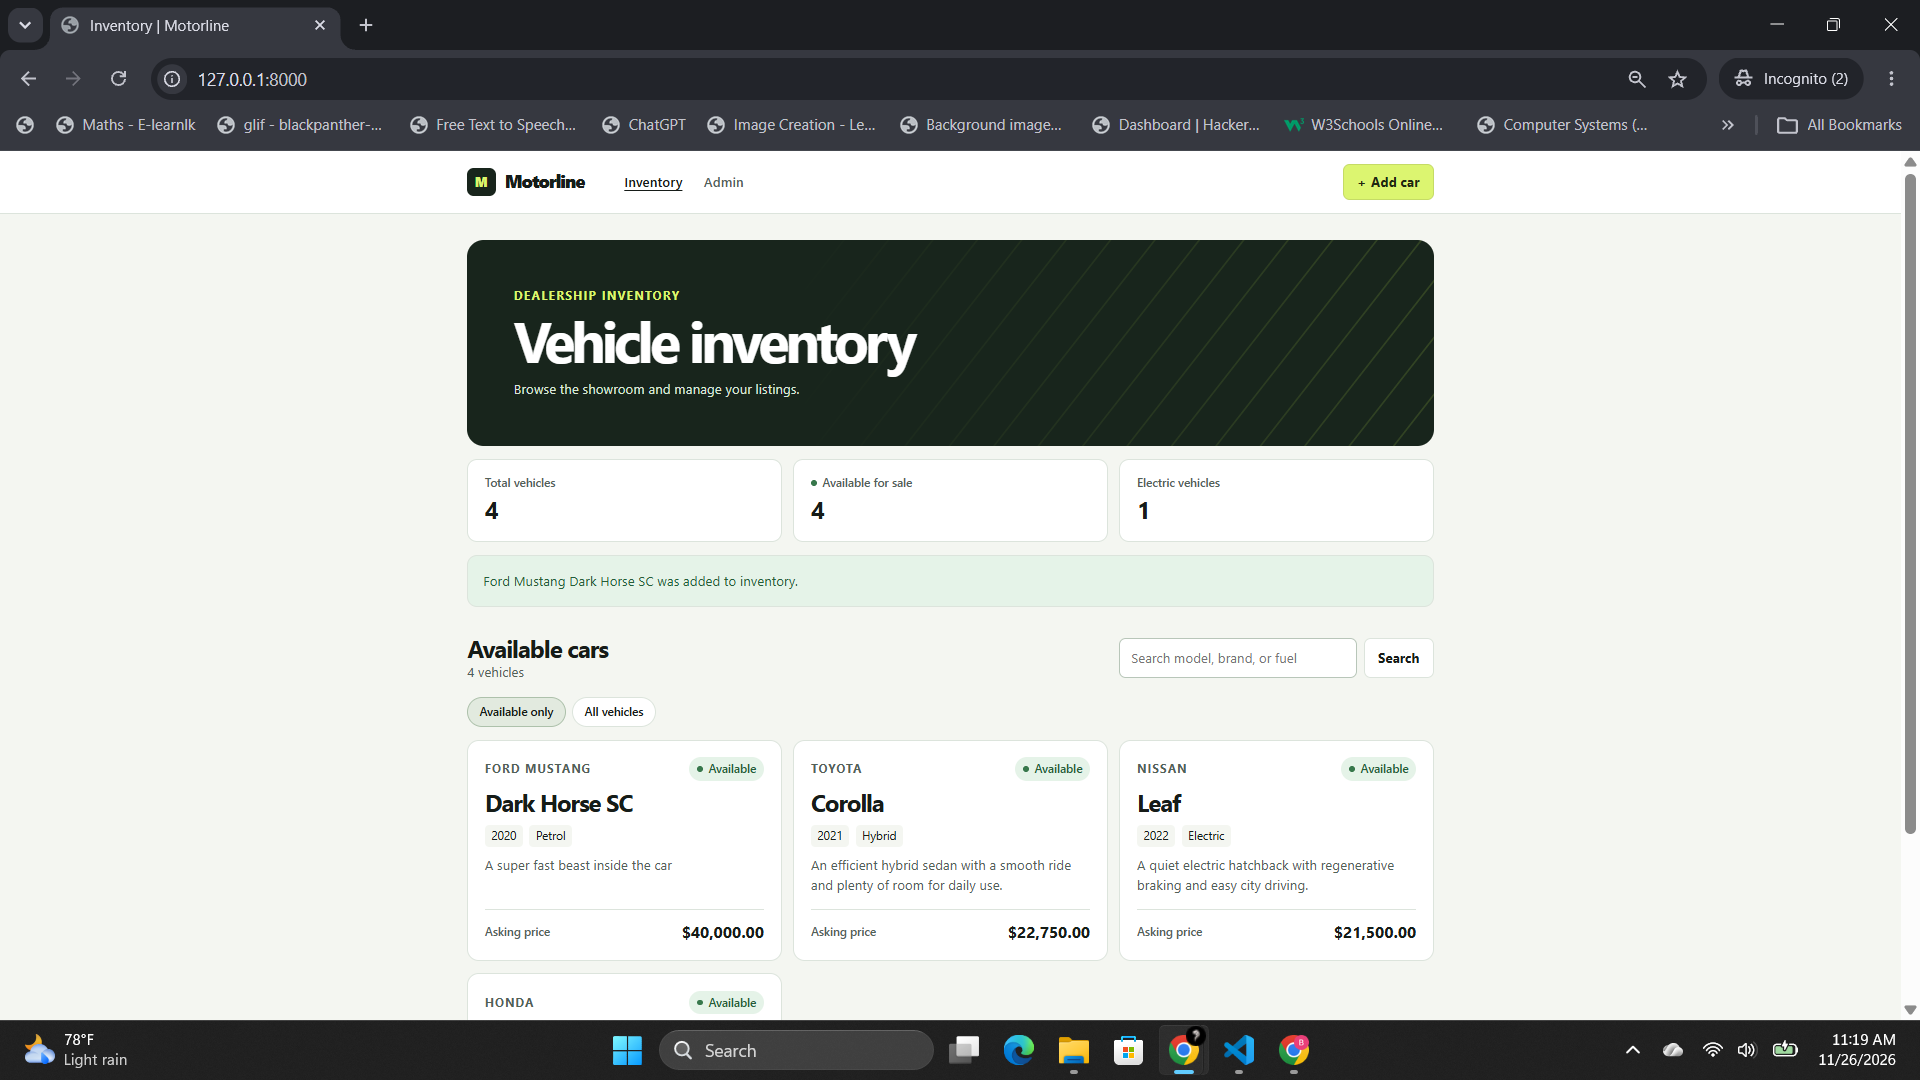 Inventory | Motorline
127.0.0.1:8000
Incognito (2)
Maths - E-learnlk
glif - blackpanther-...
Free Text to Speech...
ChatGPT
Image Creation - Le...
Background image...
Dashboard | Hacker...
W3Schools Online...
Computer Systems (...
All Bookmarks
M Motorline
Inventory
Admin
+ Add car
DEALERSHIP INVENTORY
Vehicle inventory
Browse the showroom and manage your listings.
Total vehicles
4
Available for sale
4
Electric vehicles
1
Ford Mustang Dark Horse SC was added to inventory.
Available cars
4 vehicles
Search model, brand, or fuel
Search
Available only
All vehicles
FORD MUSTANG
Available
Dark Horse SC
2020 Petrol
A super fast beast inside the car
Asking price $40,000.00
TOYOTA
Available
Corolla
2021 Hybrid
An efficient hybrid sedan with a smooth ride
and plenty of room for daily use.
Asking price $22,750.00
NISSAN
Available
Leaf
2022 Electric
A quiet electric hatchback with regenerative
braking and easy city driving.
Asking price $21,500.00
HONDA
Available
78°F
Light rain
Search
B
11:19 AM
11/26/2026